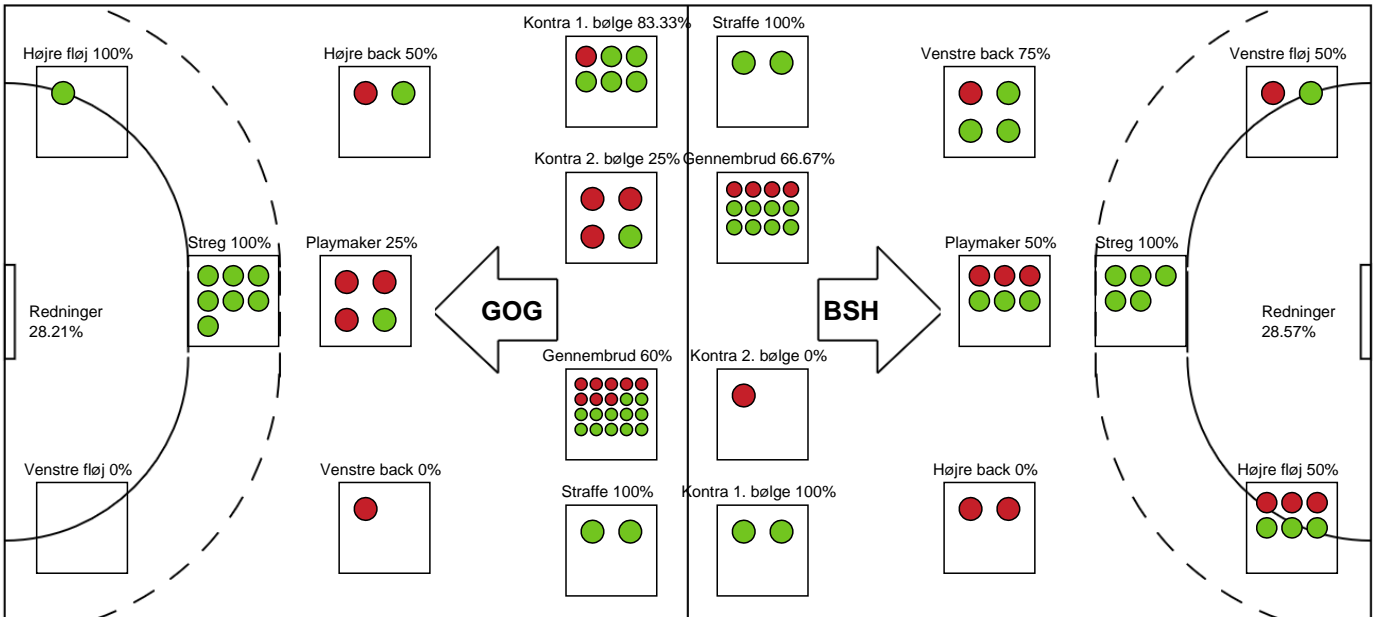 Kontra 1. bølge 83.33%
Straffe 100%
Højre fløj 100%
Højre back 50%
Venstre back 75%
Venstre fløj 50%
Kontra 2. bølge 25%
Gennembrud 66.67%
Streg 100%
Playmaker 25%
Playmaker 50%
Streg 100%
Redninger
28.21%
GOG
BSH
Redninger
28.57%
Gennembrud 60%
Kontra 2. bølge 0%
Venstre fløj 0%
Venstre back 0%
Højre back 0%
Højre fløj 50%
Straffe 100%
Kontra 1. bølge 100%